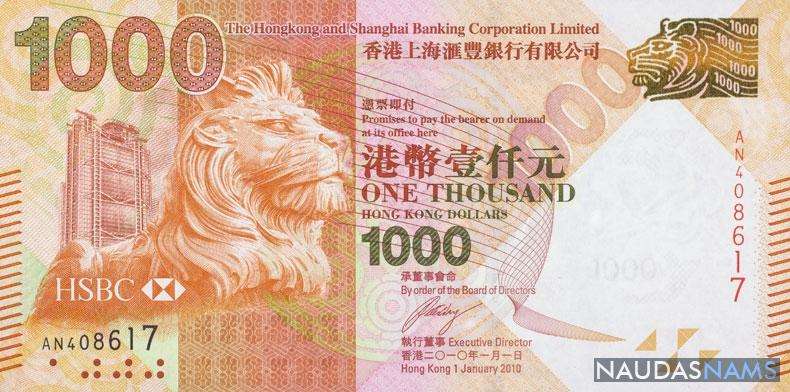 1000
The Hongkong and Shanghai Banking Corporation Limited
香港上海滙豐銀行有限公司
1000
1000
1000
1000
1000
憑票即付
Promises to pay the bearer on demand
at its office here
港幣壹仟元
ONE THOUSAND
HONG KONG DOLLARS
1000
AN408617
1000
承董事會命
By order of the Board of Directors
HSBC
AN408617
執行董事 Executive Director
香港二〇一〇年一月一日
Hong Kong 1 January 2010
NAUDASNAMS